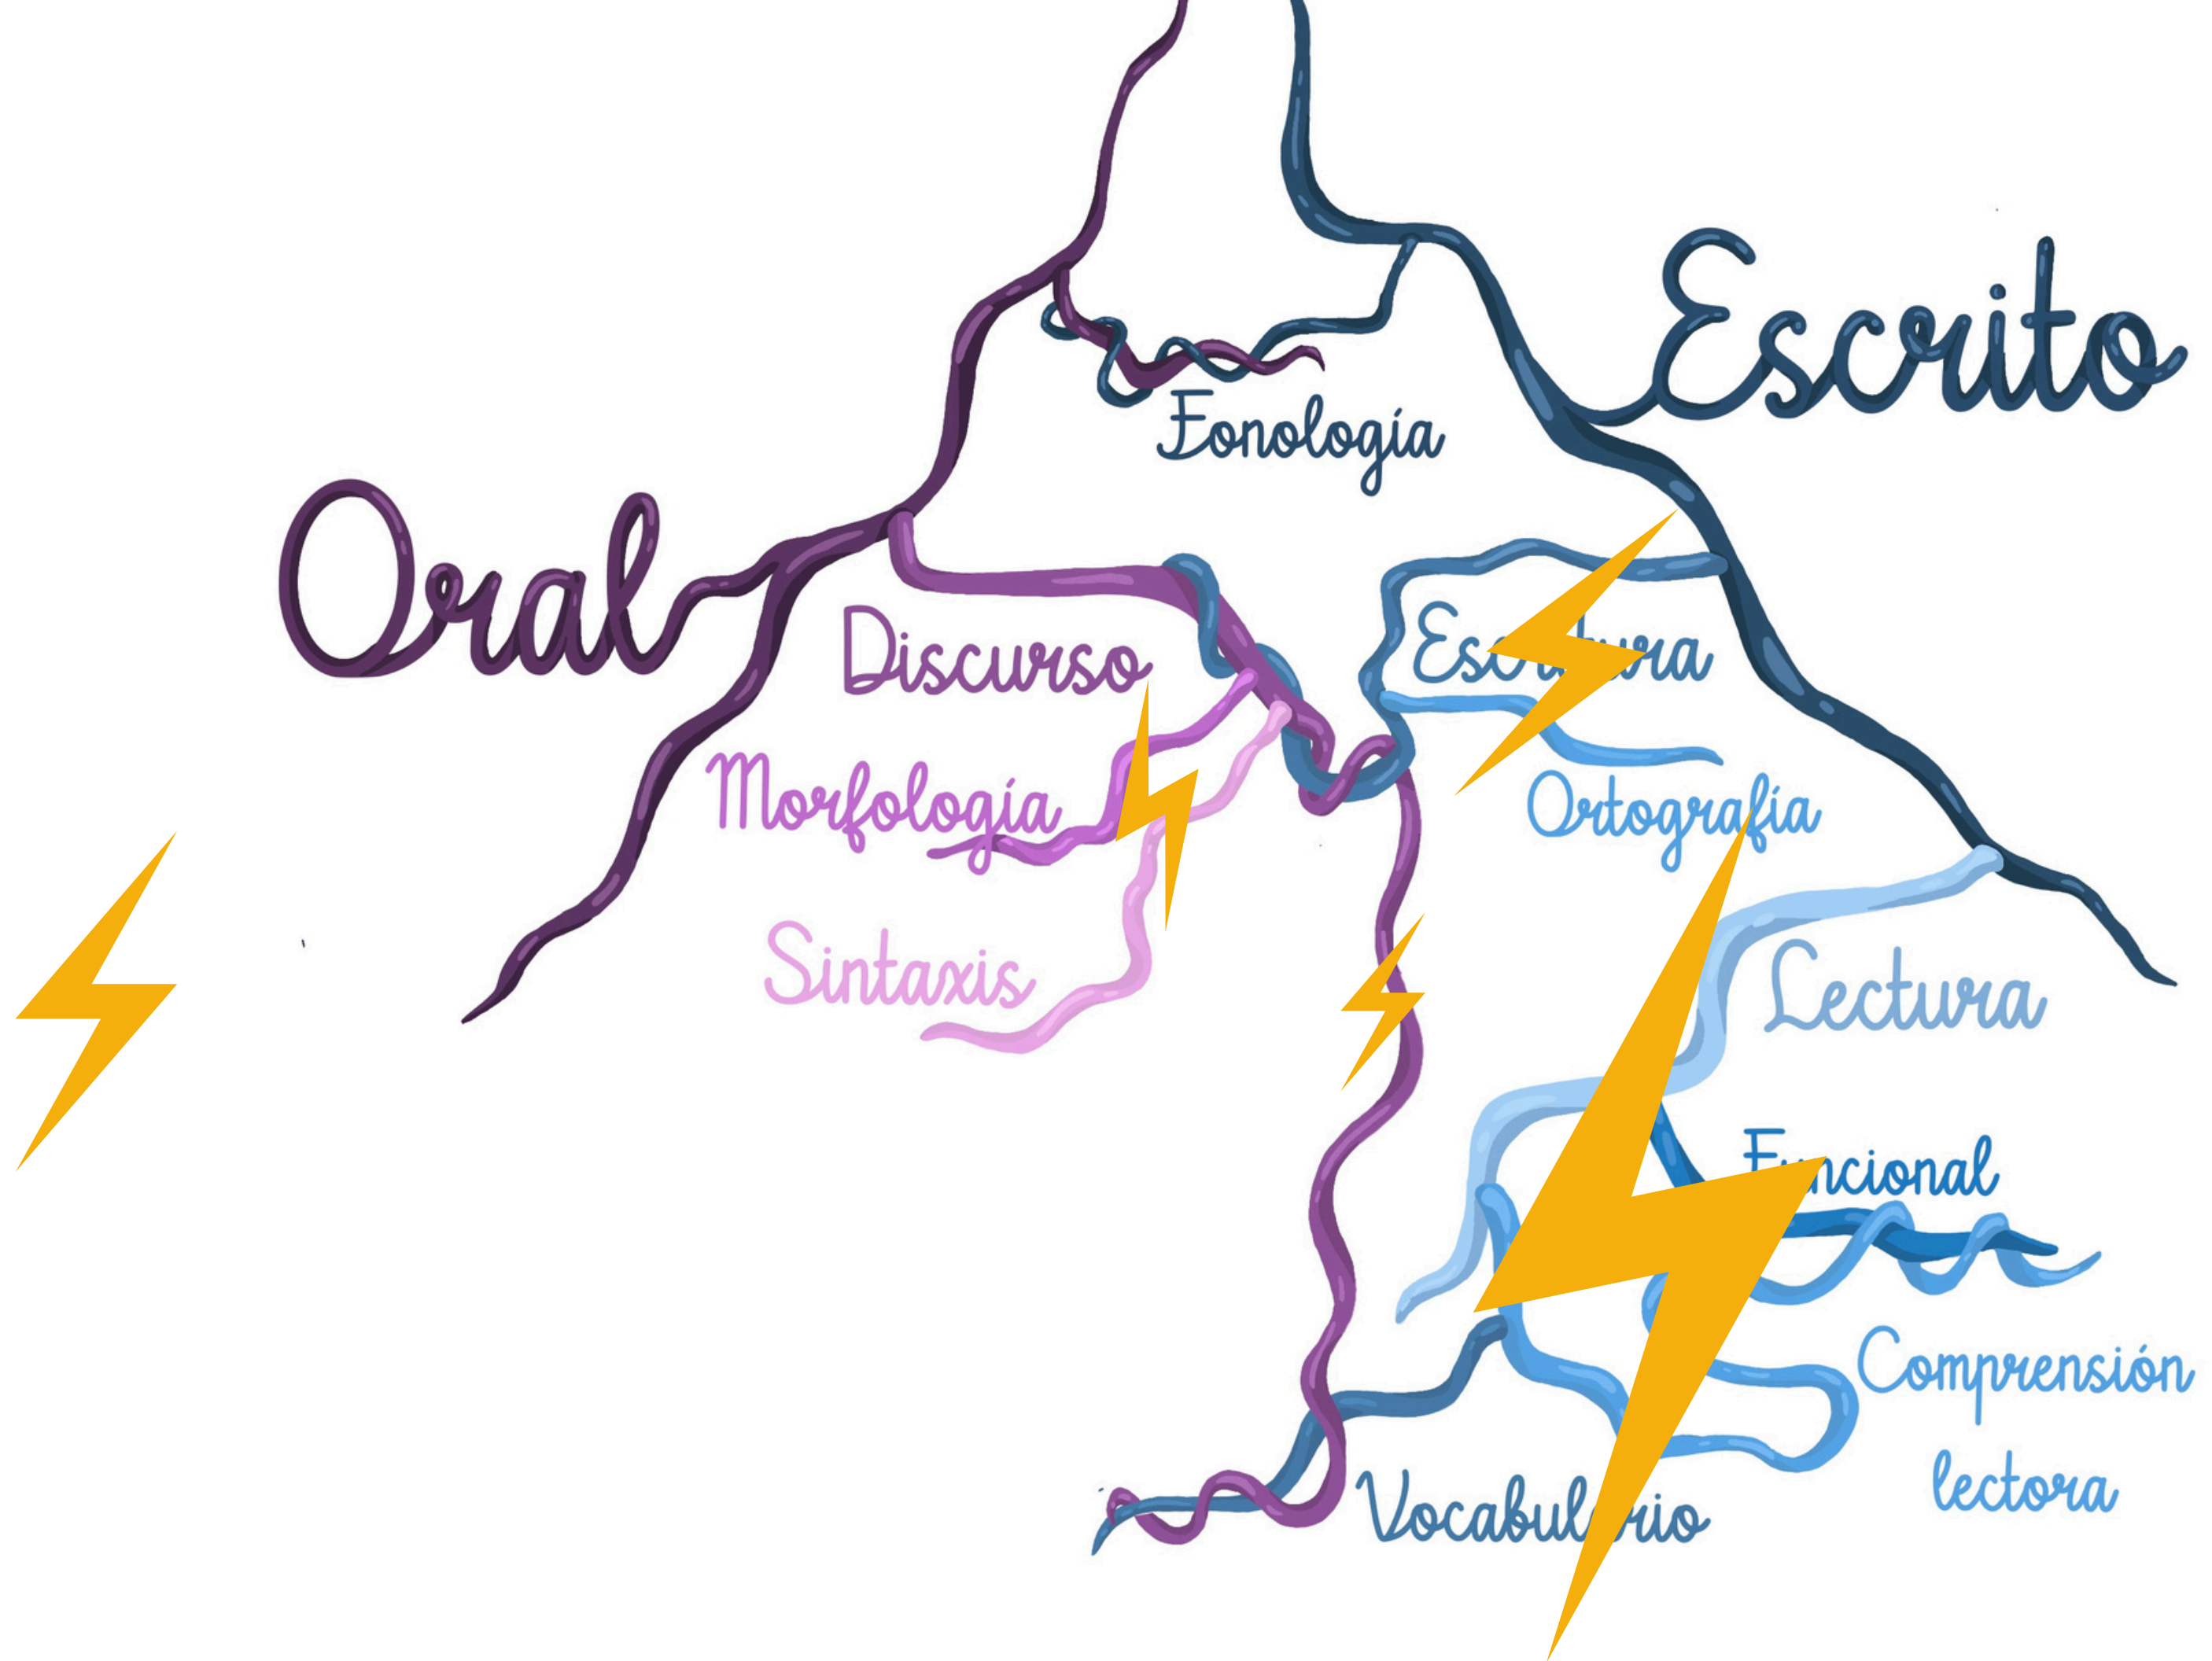 Escrito
Fonología
Oral
Discurso
Morfología
Ortografía
Sintaxis
Lectura
Comprensión
lectora